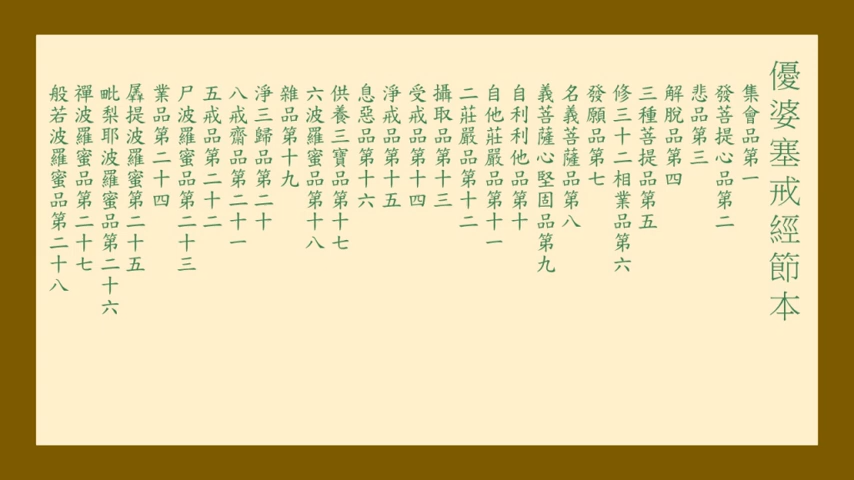 優婆塞戒經節本
集會品第一
發菩提心品第二
悲品第三
解脫品第四
三種菩提品第五
修三十二相業品第六
發願品第七
名義菩薩品第八
義菩薩心堅固品第九
自利利他品第十
自他莊嚴品第十一
二莊嚴品第十二
攝取品第十三
受戒品第十四
淨戒品第十五
息惡品第十六
供養三寶品第十七
六波羅蜜品第十八
雜品第十九
淨三歸品第二十
八戒齋品第二十一
五戒品第二十二
尸波羅蜜品第二十三
業品第二十四
羼提波羅蜜品第二十五
毗梨耶波羅蜜品第二十六
禪波羅蜜品第二十七
般若波羅蜜品第二十八